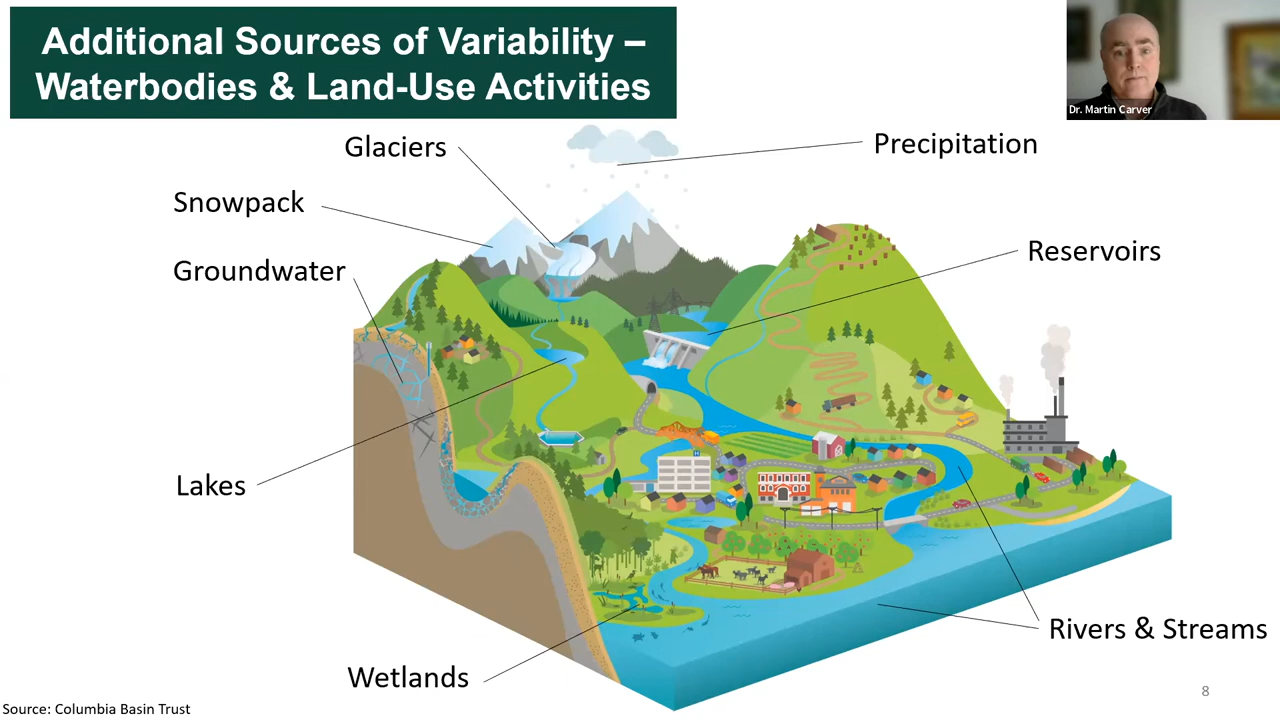 Additional Sources of Variability –
Waterbodies & Land-Use Activities
Dr. Martin Carver
Glaciers
Precipitation
Snowpack
Reservoirs
Groundwater
Lakes
Rivers & Streams
Wetlands
8
Source: Columbia Basin Trust